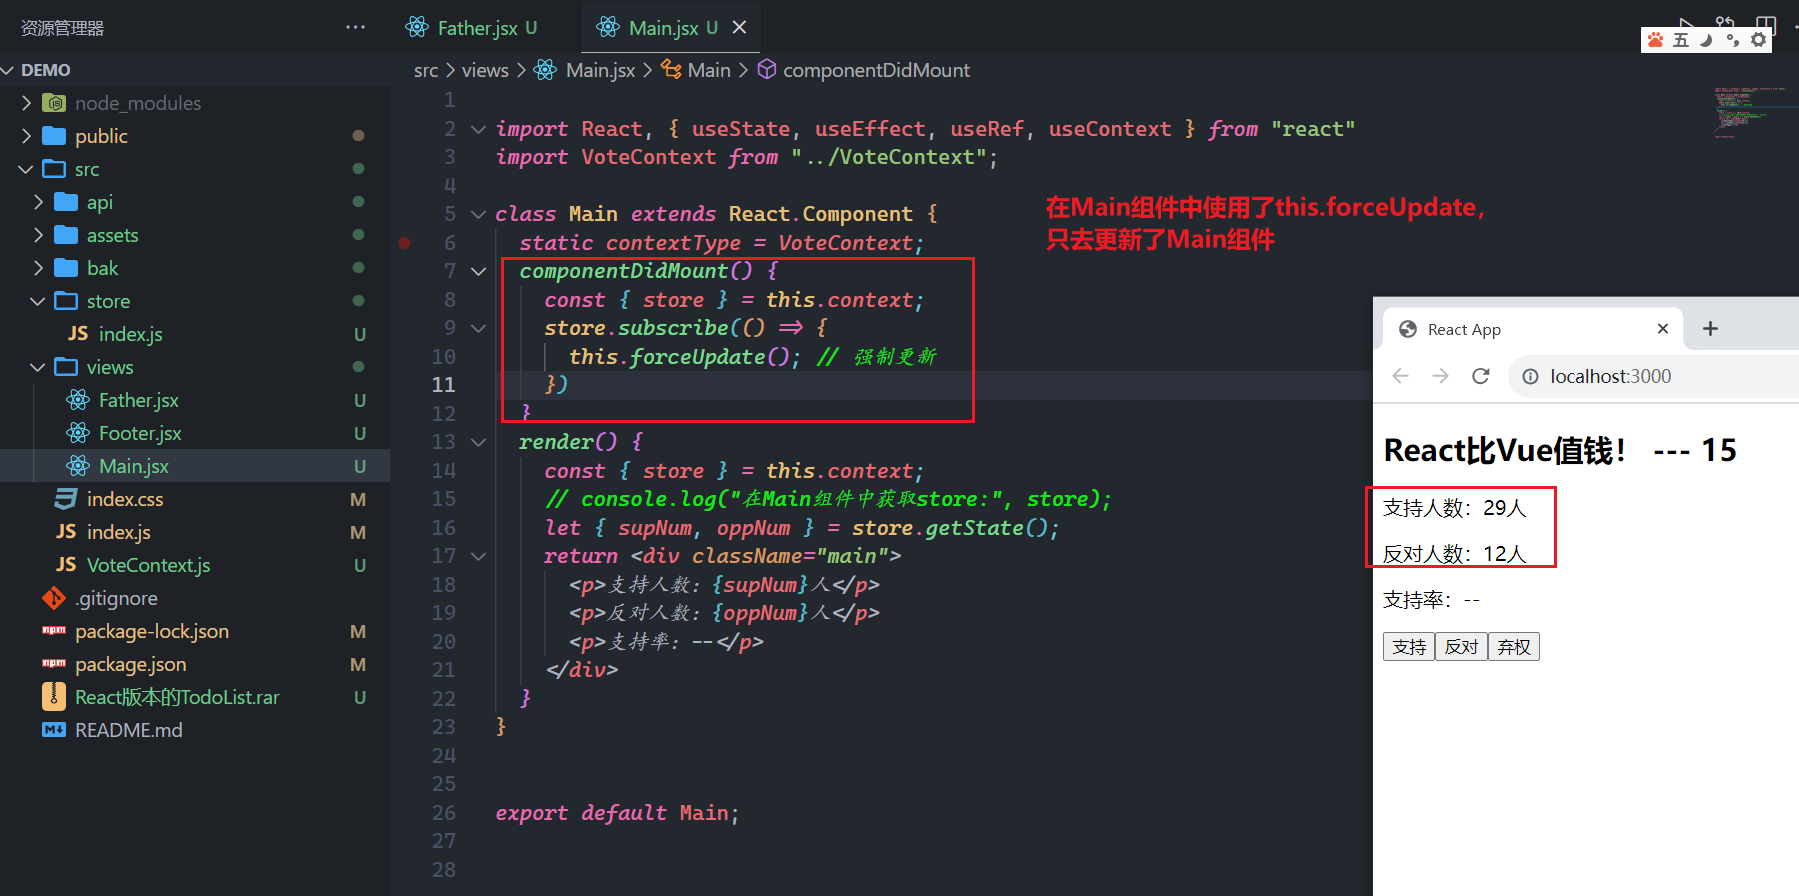 资源管理器 ···
Father.jsx U
Main.jsx U
五
DEMO
src > views > Main.jsx > Main > componentDidMount
node_modules
public
src
api
assets
bak
store
JS index.js U
views
Father.jsx U
Footer.jsx U
Main.jsx U
index.css M
JS index.js M
JS VoteContext.js U
.gitignore
npm package-lock.json M
npm package.json M
React版本的TodoList.rar U
README.md
1
2 import React, { useState, useEffect, useRef, useContext } from "react"
3 import VoteContext from "../VoteContext";
4
5 class Main extends React.Component {
6 static contextType = VoteContext;
7 componentDidMount() {
8 const { store } = this.context;
9 store.subscribe(() => {
10 this.forceUpdate(); // 强制更新
11 })
12 }
13 render() {
14 const { store } = this.context;
15 // console.log("在Main组件中获取store:", store);
16 let { supNum, oppNum } = store.getState();
17 return <div className="main">
18 <p>支持人数：{supNum}人</p>
19 <p>反对人数：{oppNum}人</p>
20 <p>支持率：--</p>
21 </div>
22 }
23 }
24
25
26 export default Main;
27
28
在Main组件中使用了this.forceUpdate，
只去更新了Main组件
React App
localhost:3000
React比Vue值钱！ --- 15
支持人数：29人
反对人数：12人
支持率：--
支持 反对 弃权